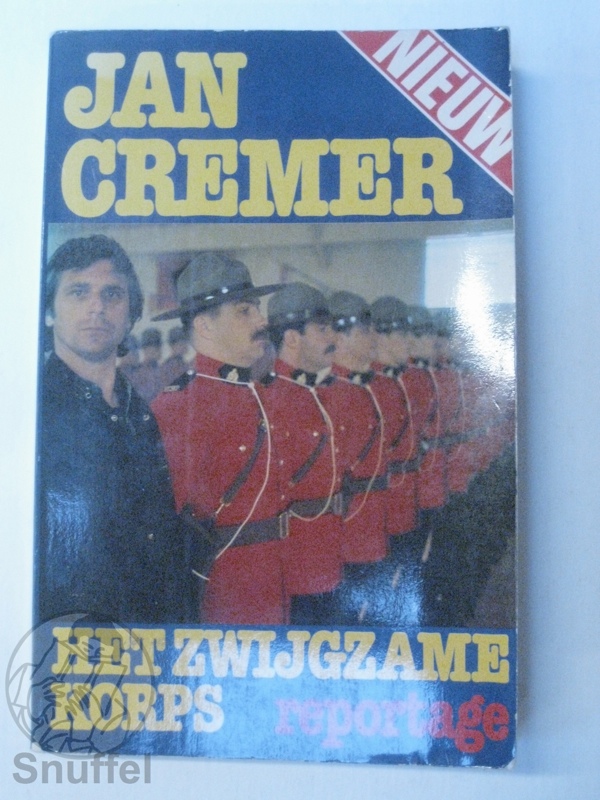 JAN
CREMER
NIEUW
HET ZWIJGZAME
KORPS reportage
Snuffel